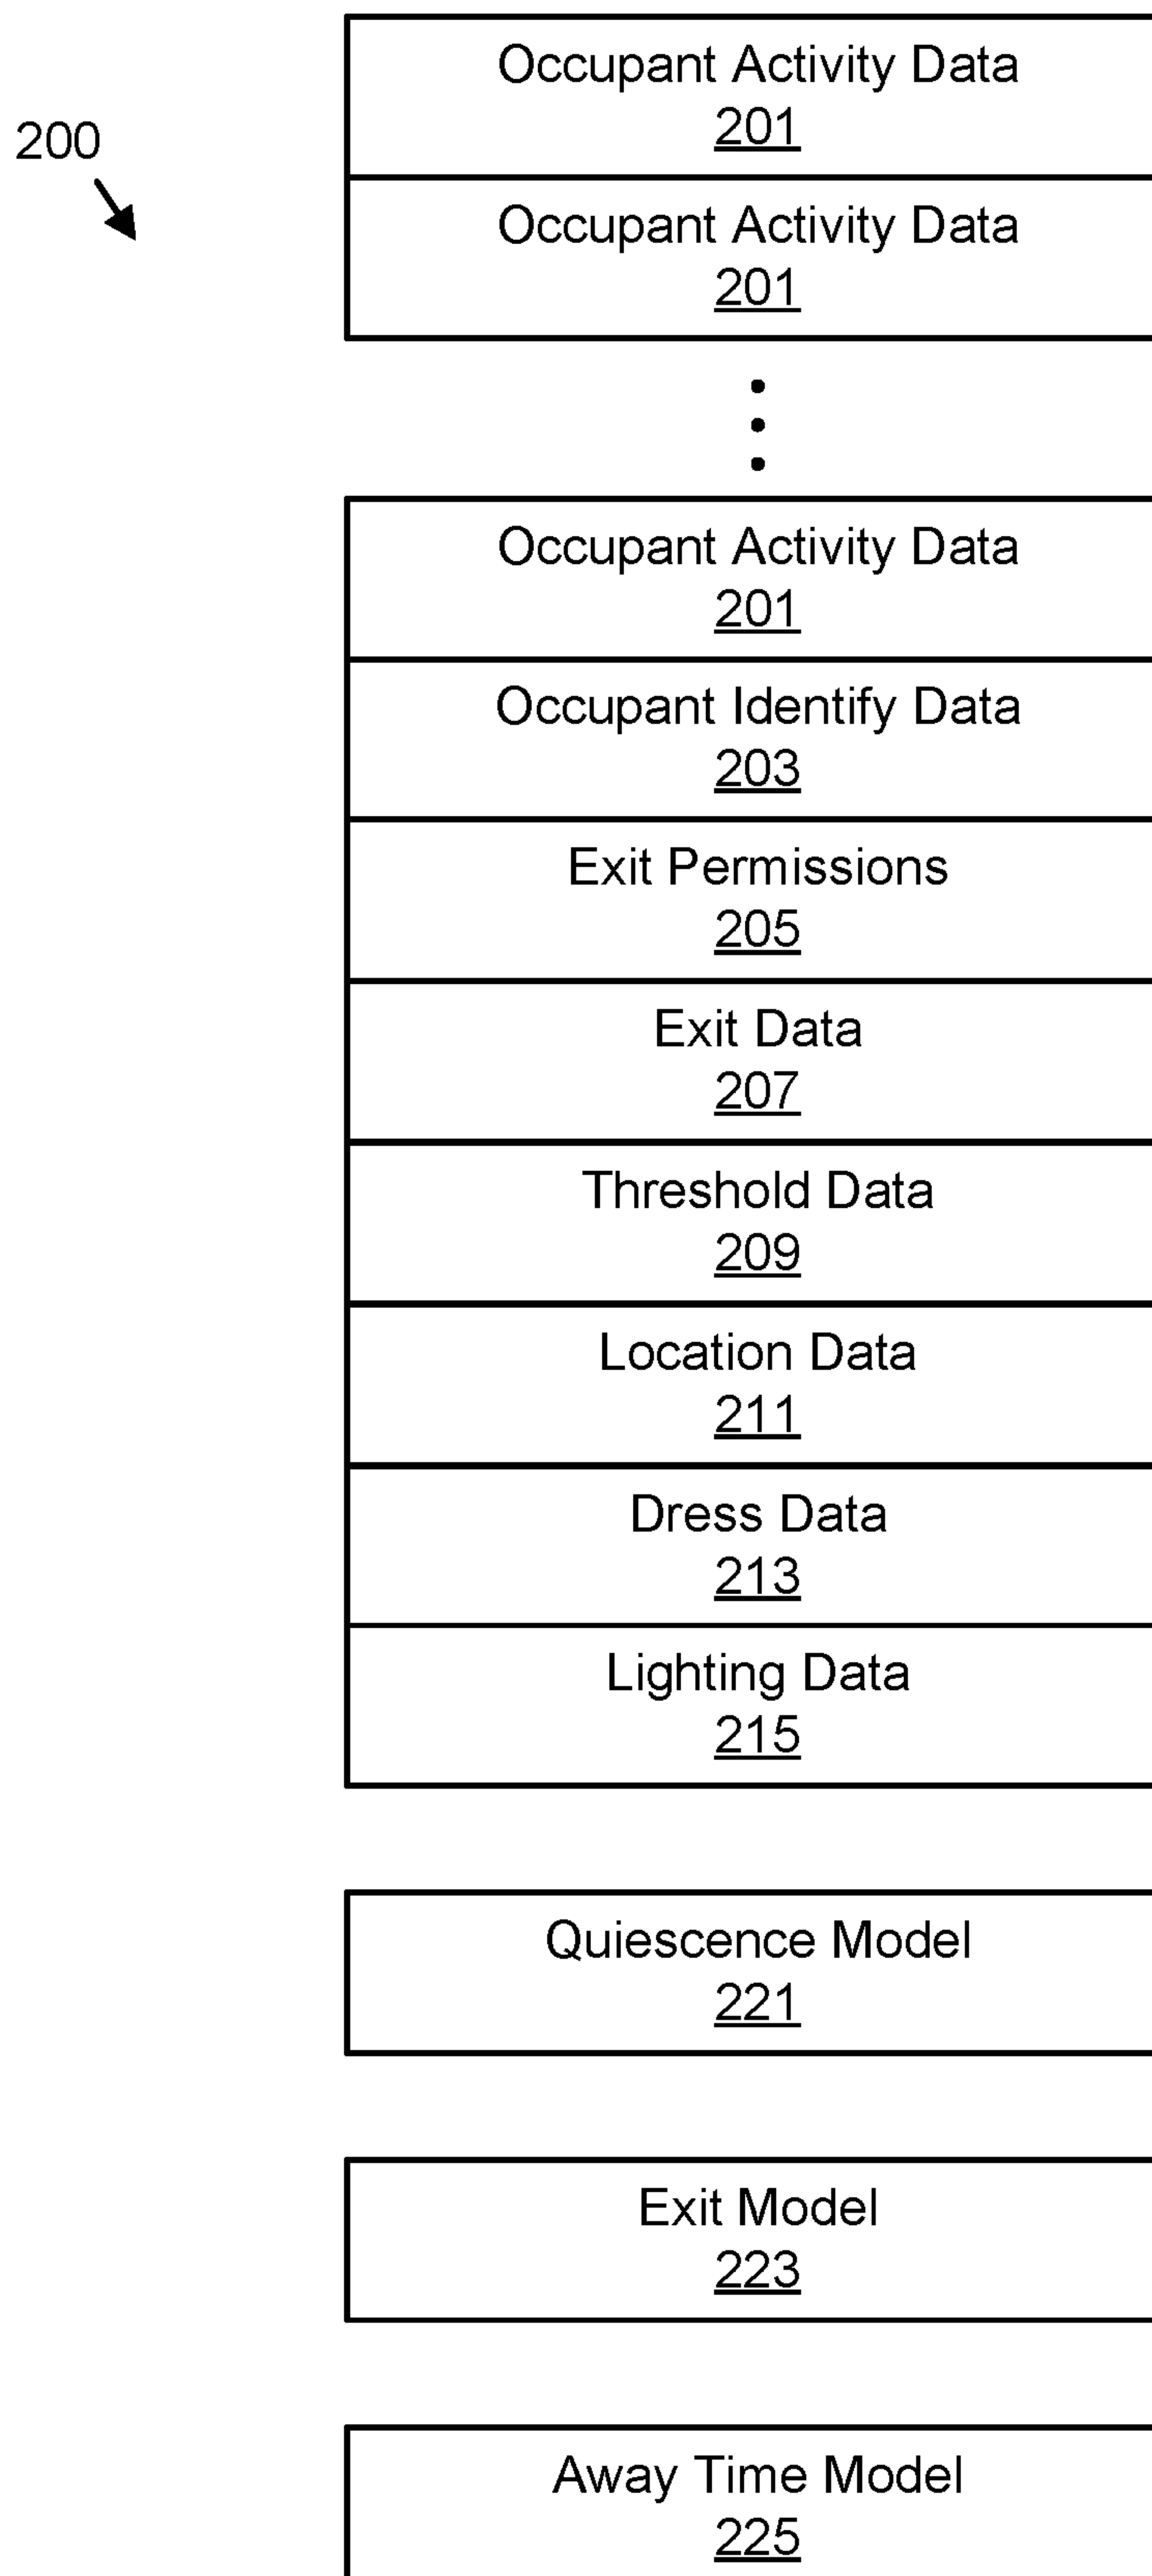 Occupant Activity Data
201
200
Occupant Activity Data
201
Occupant Activity Data
201
Occupant Identify Data
203
Exit Permissions
205
Exit Data
207
Threshold Data
209
Location Data
211
Dress Data
213
Lighting Data
215
Quiescence Model
221
Exit Model
223
Away Time Model
225